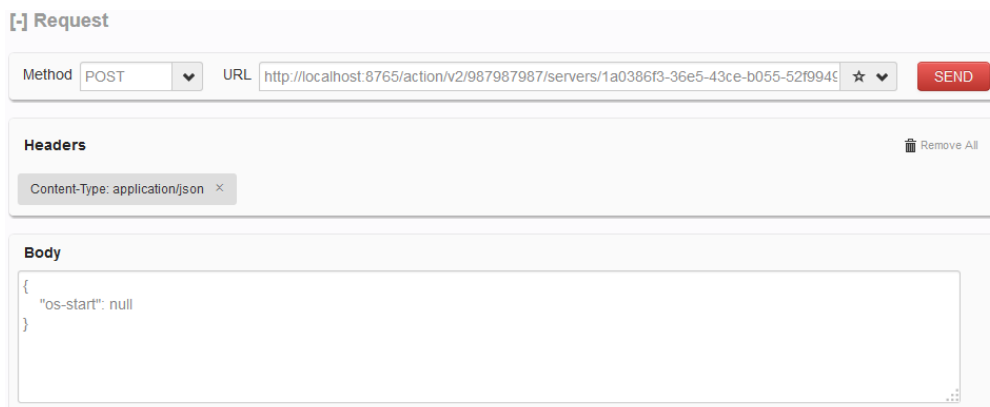 [-] Request
Method POST URL http://localhost:8765/action/v2/987987987/servers/1a0386f3-36e5-43ce-b055-52f9949 SEND
Headers Remove All
Content-Type: application/json ×
Body
{
"os-start": null
}